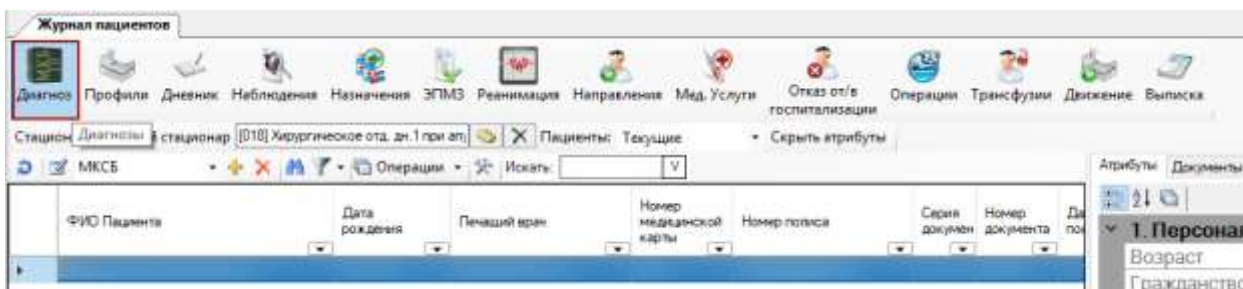 Журнал пациентов
Диагноз Профили Дневник Наблюдения Назначения ЭПМЗ Реанимация Направления Мед. Услуги Отказ от/в госпитализации Операции Трансфузии Движение Выписка
Стацион Диагнозы стационар [018] Хирургическое отд. дн.1 при ап Пациенты: Текущие Скрыть атрибуты
МКСБ Операции Искать: V
Атрибуты Документы
ФИО Пациента Дата рождения Лечащий врач Номер медицинской карты Номер полиса Серия докумен Номер документа Да
1. Персонал
Возраст
Гражданство